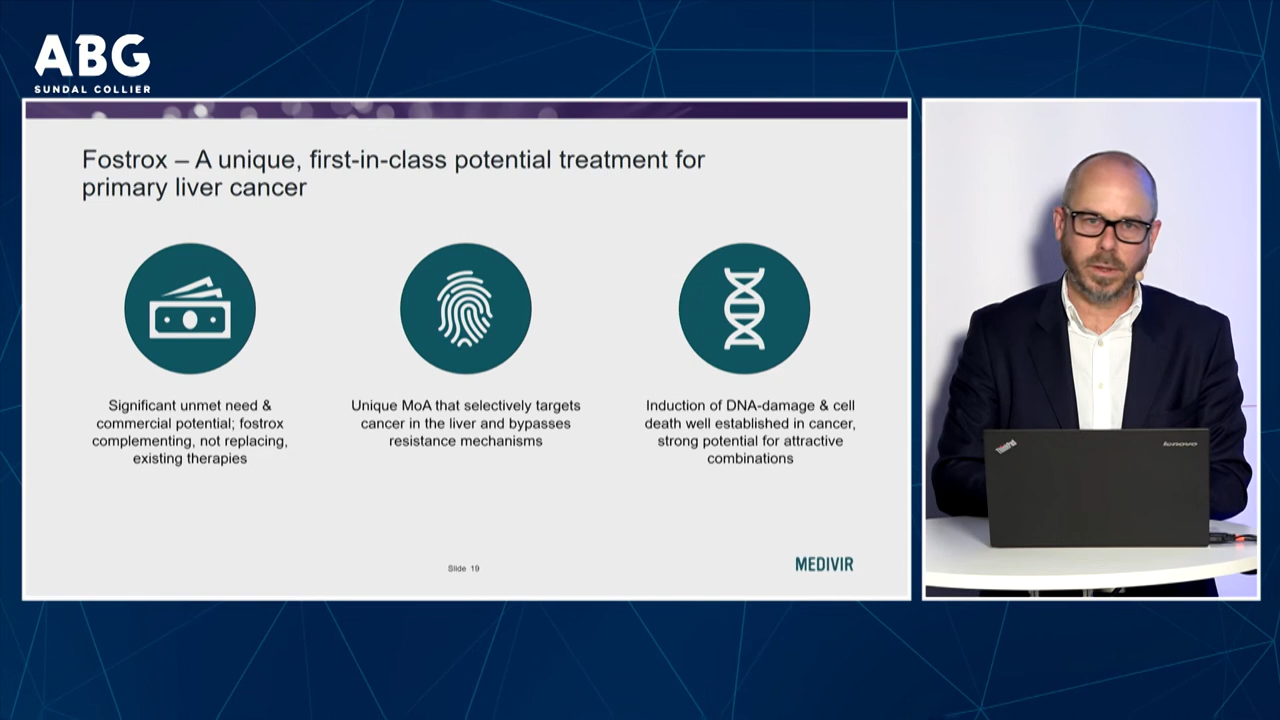 ABG
SUNDAL COLLIER
Fostrox – A unique, first-in-class potential treatment for
primary liver cancer
Significant unmet need &
commercial potential; fostrox
complementing, not replacing,
existing therapies
Unique MoA that selectively targets
cancer in the liver and bypasses
resistance mechanisms
Induction of DNA-damage & cell
death well established in cancer,
strong potential for attractive
combinations
Slide 19
MEDIVIR
ThinkPad
lenovo